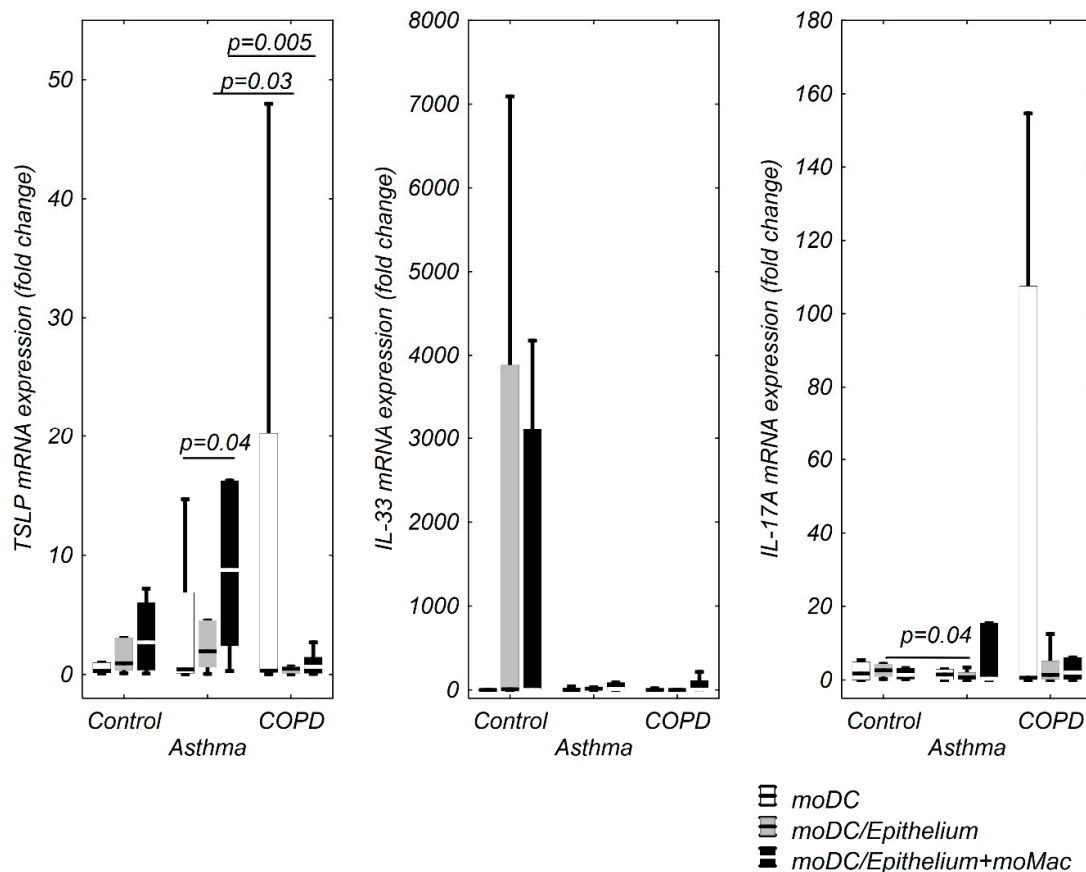 TSLP mRNA expression (fold change)
50
40
30
20
10
0
p=0.005
p=0.03
p=0.04
Control
Asthma
COPD
IL-33 mRNA expression (fold change)
8000
7000
6000
5000
4000
3000
2000
1000
0
Control
Asthma
COPD
IL-17A mRNA expression (fold change)
180
160
140
120
100
80
60
40
20
0
p=0.04
Control
Asthma
COPD
moDC
moDC/Epithelium
moDC/Epithelium+moMac